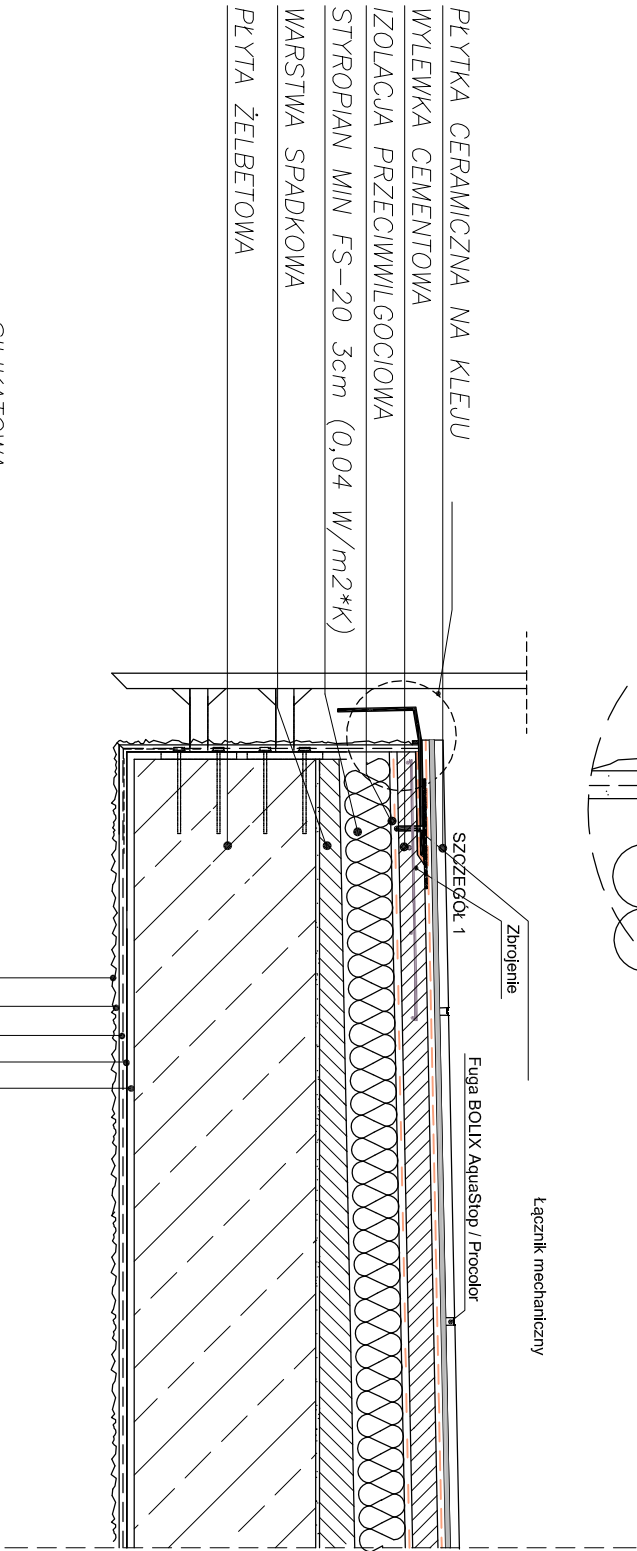 PŁYTKA CERAMICZNA NA KLEJU
WYLEWKA CEMENTOWA
IZOLACJA PRZECIWWILGOCIOWA
STYROPIAN MIN FS-20 3cm (0,04 W/m2*K)
WARSTWA SPADKOWA
PŁYTA ŻELBETOWA
Łącznik mechaniczny
Zbrojenie
Fuga BOLIX AquaStop / Procolor
SZCZEGÓŁ 1